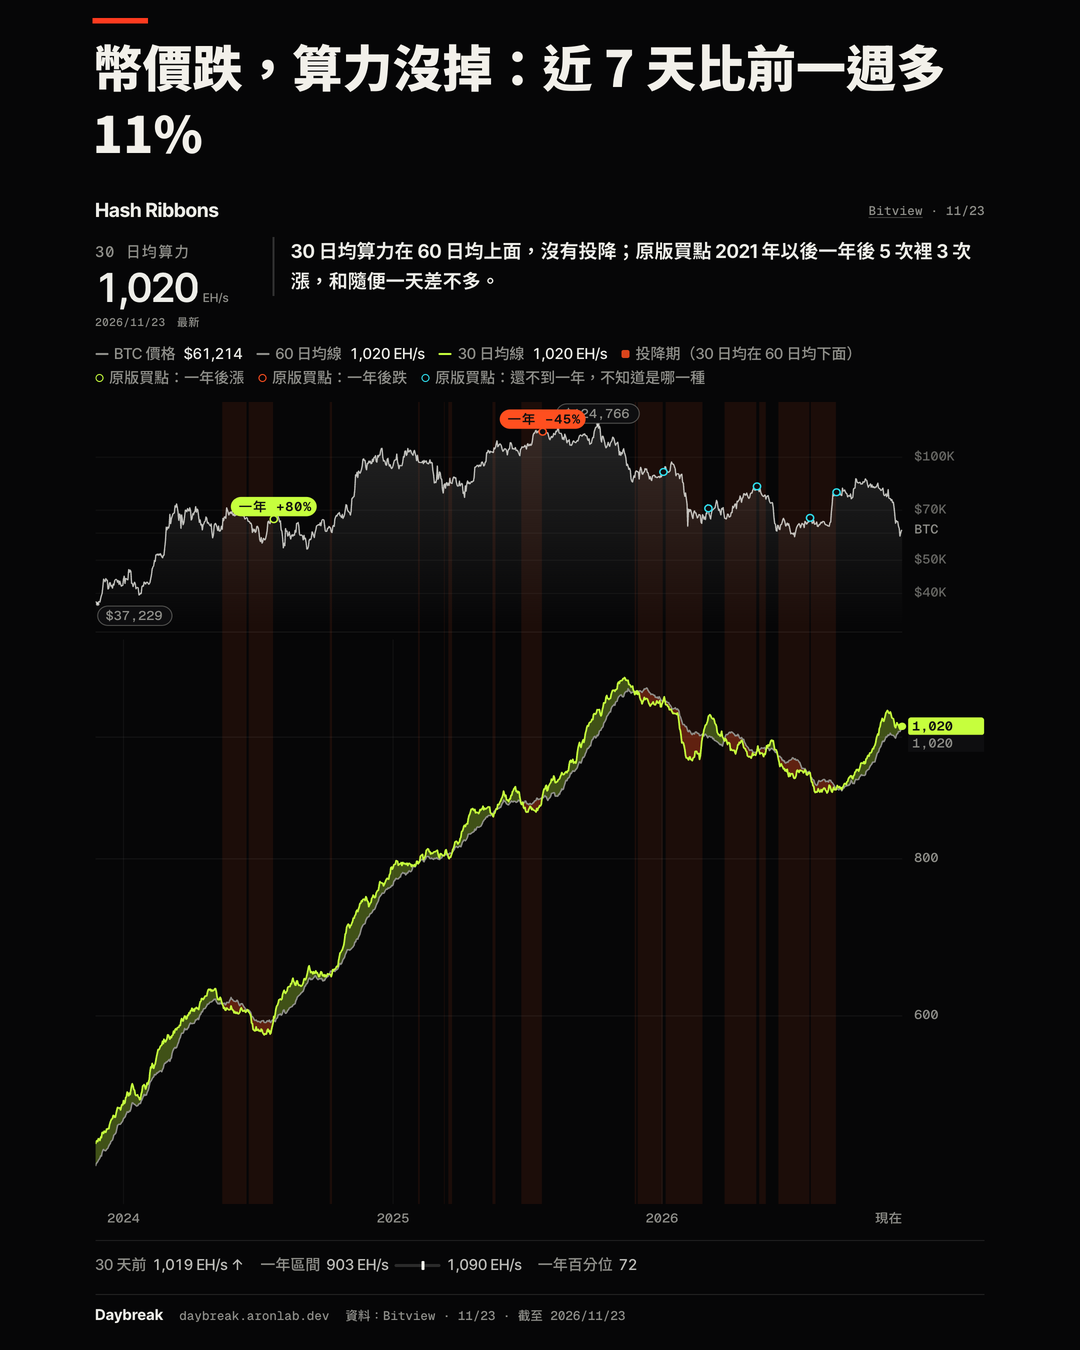 幣價跌，算力沒掉：近 7 天比前一週多
11%
Hash Ribbons
Bitview · 11/23
30 日均算力
1,020 EH/s
2026/11/23 最新
30 日均算力在 60 日均上面，沒有投降；原版買點 2021 年以後一年後 5 次裡 3 次
漲，和隨便一天差不多。
BTC 價格 $61,214 60 日均線 1,020 EH/s 30 日均線 1,020 EH/s 投降期（30 日均在 60 日均下面）
原版買點：一年後漲 原版買點：一年後跌 原版買點：還不到一年，不知道是哪一種
一年 -45%
24,766
$100K
一年 +80%
$70K
BTC
$50K
$40K
$37,229
1,020
1,020
800
600
2024 2025 2026 現在
30 天前 1,019 EH/s ↑ 一年區間 903 EH/s 1,090 EH/s 一年百分位 72
Daybreak daybreak.aronlab.dev 資料：Bitview · 11/23 · 截至 2026/11/23